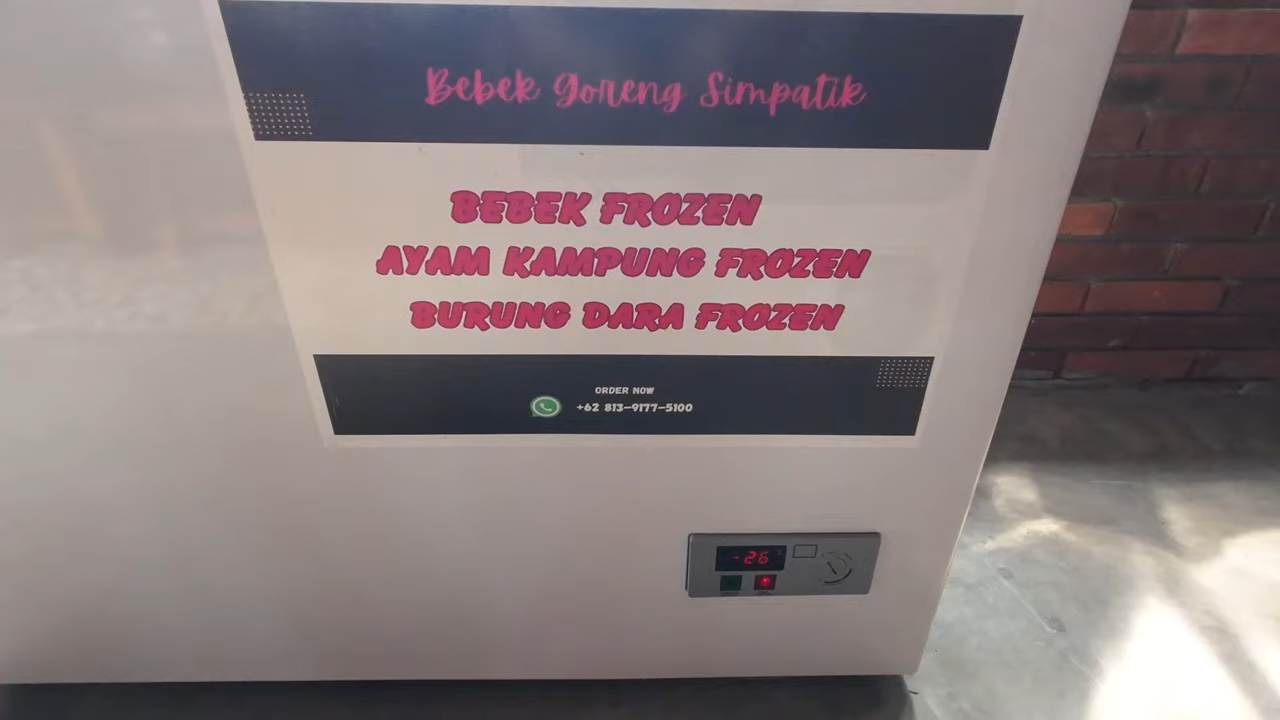 Bebek Goreng Simpatik
BEBEK FROZEN
AYAM KAMPUNG FROZEN
BURUNG DARA FROZEN
ORDER NOW
+62 813-9177-5100
-26